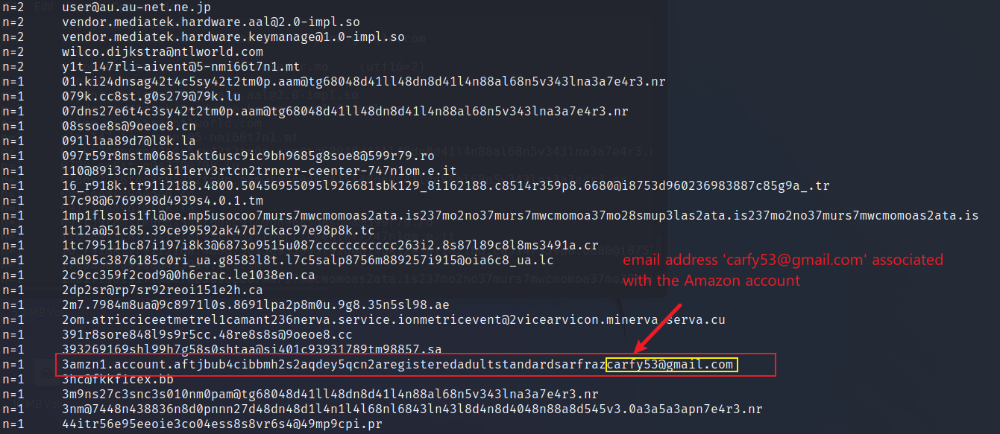 n=2 user@au.au-net.ne.jp
n=2 vendor.mediatek.hardware.aal@2.0-impl.so
n=2 vendor.mediatek.hardware.keymanage@1.0-impl.so
n=2 wilco.dijkstra@ntlworld.com
n=2 y1t_147rli-aivent@5-nmi66t7n1.mt
n=1 01.ki24dnsag42t4c5sy42t2tm0p.aam@tg68048d41ll48dn8d41l4n88al68n5v343lna3a7e4r3.nr
n=1 079k.cc8st.g0s279@79k.lu
n=1 07dns27e6t4c3sy42t2tm0p.aam@tg68048d41ll48dn8d41l4n88al68n5v343lna3a7e4r3.nr
n=1 08ssoe8s@9oeoe8.cn
n=1 091l1aa89d7@l8k.la
n=1 097r59r8mstm068s5akt6usc9ic9bh9685g8soe8@599r79.ro
n=1 110@89i3cn7adsi11erv3rtcn2trnerr-ceenter-747n1om.e.it
n=1 16_r918k.tr91i2188.4800.50456955095l926681sbk129_8i162188.c8514r359p8.6680@i8753d960236983887c85g9a_.tr
n=1 17c98@6769998d4939s4.0.1.tm
n=1 1mp1flsois1fl@oe.mp5usocoo7murs7mwcmomoas2ata.is237mo2no37murs7mwcmomoa37mo28smup3las2ata.is237mo2no37murs7mwcmomoas2ata.is
n=1 1t12a@51c85.39ce99592ak47d7ckac97e98p8k.tc
n=1 1tc79511bc87i197i8k3@6873o9515u087ccccccccccc263i2.8s87l89c8l8ms3491a.cr
n=1 2ad95c3876185c0ri_ua.g8583l8t.l7c5salp8756m889257i915@oia6c8_ua.lc
n=1 2c9cc359f2cod9@0h6erac.le1038en.ca
n=1 2dp2sr@rp7sr92reoi151e2h.ca
n=1 2m7.7984m8ua@9c8971l0s.8691lpa2p8m0u.9g8.35n5sl98.ae
n=1 2om.atricciceetmetrel1camant236nerva.service.ionmetricevent@2vicearvicon.minerva.serva.cu
n=1 391r8sore848l9s9r5cc.48re8s8s@9oeoe8.cc
n=1 393269169shl99h7g58s0shtaa@si401c93931789tm98857.sa
n=1 3amzn1.account.aftjbub4cibbmh2s2aqdey5qcn2aregisteredadultstandardsarfrazcarfy53@gmail.com
n=1 3hc@fkkficex.bb
n=1 3m9ns27c3snc3s010nm0pam@tg68048d41ll48dn8d41l4n88al68n5v343lna3a7e4r3.nr
n=1 3nm@7448n438836n8d0pnnn27d48dn48d1l4n1l4l68nl6843ln43l8d4n8d4048n88a8d545v3.0a3a5a3apn7e4r3.nr
n=1 44itr56e95eeoie3co04ess8s8vr6s4@49mp9cpi.pr
email address 'carfy53@gmail.com' associated
with the Amazon account